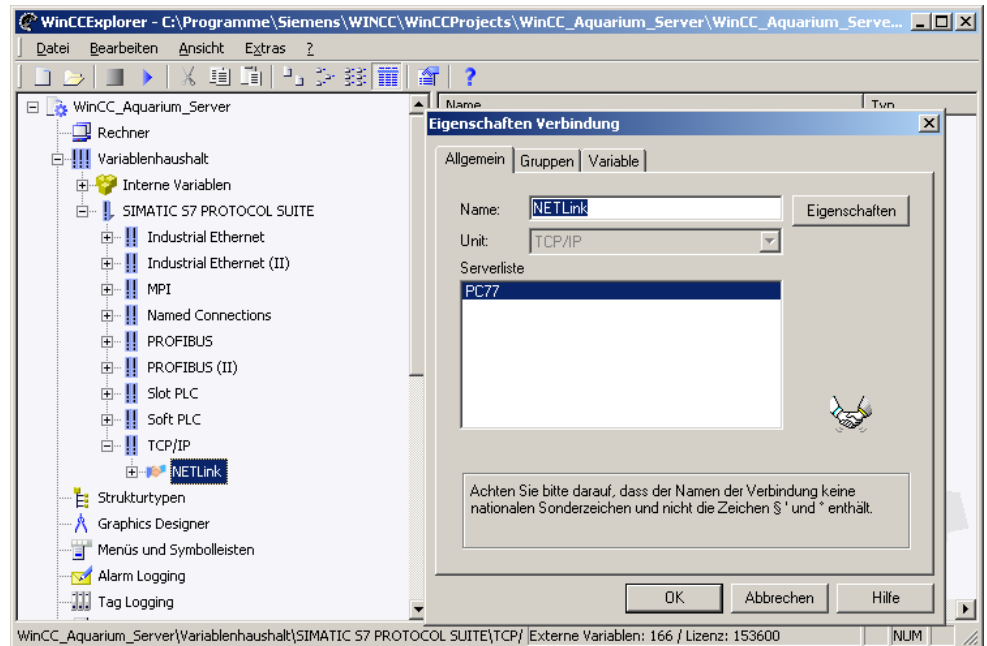 WinCCExplorer - C:\Programme\Siemens\WINCC\WinCCProjects\WinCC_Aquarium_Server\WinCC_Aquarium_Serve...
Datei Bearbeiten Ansicht Extras ?
WinCC_Aquarium_Server
Rechner
Variablenhaushalt
Interne Variablen
SIMATIC S7 PROTOCOL SUITE
Industrial Ethernet
Industrial Ethernet (II)
MPI
Named Connections
PROFIBUS
PROFIBUS (II)
Slot PLC
Soft PLC
TCP/IP
NETLink
Strukturtypen
Graphics Designer
Menüs und Symbolleisten
Alarm Logging
Tag Logging
Name Typ
Eigenschaften Verbindung
Allgemein Gruppen Variable
Name: NETLink Eigenschaften
Unit: TCP/IP
Serverliste
PC77
Achten Sie bitte darauf, dass der Namen der Verbindung keine
nationalen Sonderzeichen und nicht die Zeichen § ' und " enthält.
OK Abbrechen Hilfe
WinCC_Aquarium_Server\Variablenhaushalt\SIMATIC S7 PROTOCOL SUITE\TCP/ Externe Variablen: 166 / Lizenz: 153600 NUM